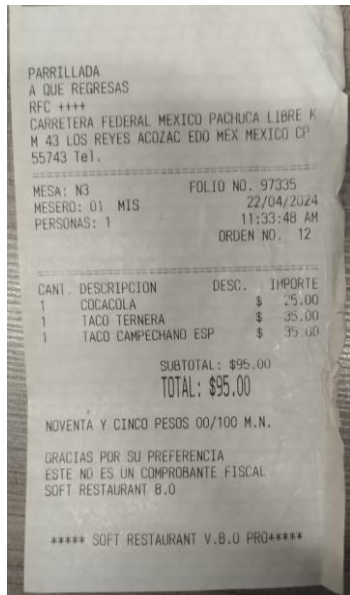 PARRILLADA
A QUE REGRESAS
RFC ++++
CARRETERA FEDERAL MEXICO PACHUCA LIBRE K
M 43 LOS REYES ACOZAC EDO MEX MEXICO CP
55743 Tel.
MESA: N3 FOLIO NO. 97335
MESERO: 01 MIS 22/04/2024
PERSONAS: 1 11:33:48 AM
ORDEN NO. 12
CANT. DESCRIPCION DESC. IMPORTE
1 COCACOLA $ 25.00
1 TACO TERNERA $ 35.00
1 TACO CAMPECHANO ESP $ 35.00
SUBTOTAL: $95.00
TOTAL: $95.00
NOVENTA Y CINCO PESOS 00/100 M.N.
GRACIAS POR SU PREFERENCIA
ESTE NO ES UN COMPROBANTE FISCAL
SOFT RESTAURANT 8.0
***** SOFT RESTAURANT V.8.0 PRO*****